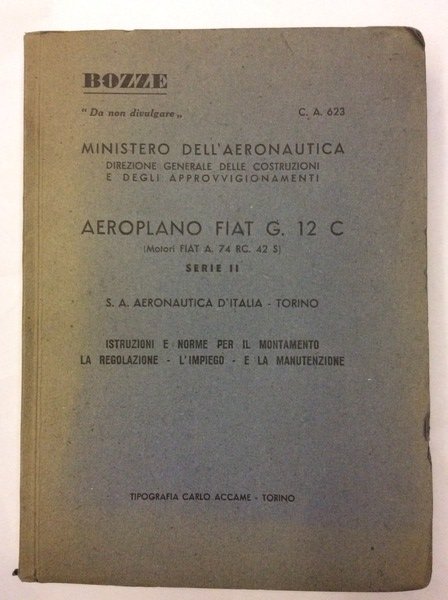 BOZZE
" Da non divulgare „
C. A. 623
MINISTERO DELL'AERONAUTICA
DIREZIONE GENERALE DELLE COSTRUZIONI
E DEGLI APPROVVIGIONAMENTI
AEROPLANO FIAT G. 12 C
(Motori FIAT A. 74 RC. 42 S)
SERIE II
S. A. AERONAUTICA D'ITALIA - TORINO
ISTRUZIONI E NORME PER IL MONTAMENTO
LA REGOLAZIONE - L'IMPIEGO - E LA MANUTENZIONE
TIPOGRAFIA CARLO ACCAME - TORINO